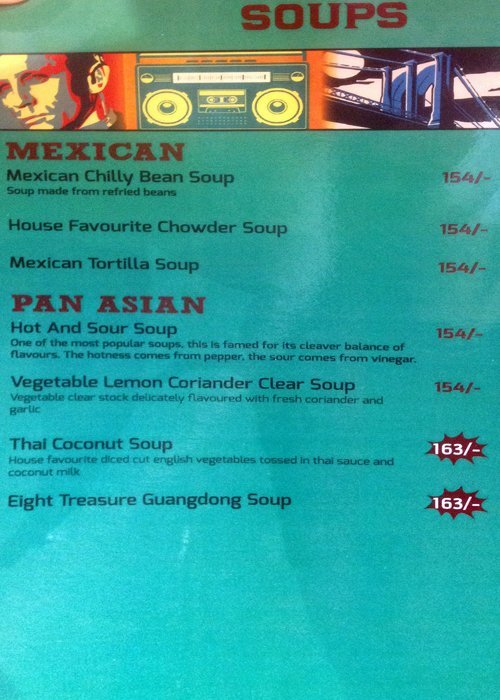 SOUPS
MEXICAN
Mexican Chilly Bean Soup 154/-
Soup made from refried beans
House Favourite Chowder Soup 154/-
Mexican Tortilla Soup 154/-
PAN ASIAN
Hot And Sour Soup 154/-
One of the most popular soups, this is famed for its cleaver balance of
flavours. The hotness comes from pepper, the sour comes from vinegar.
Vegetable Lemon Coriander Clear Soup 154/-
Vegetable clear stock delicately flavoured with fresh coriander and
garlic
Thai Coconut Soup 163/-
House favourite diced cut english vegetables tossed in thai sauce and
coconut milk
Eight Treasure Guangdong Soup 163/-